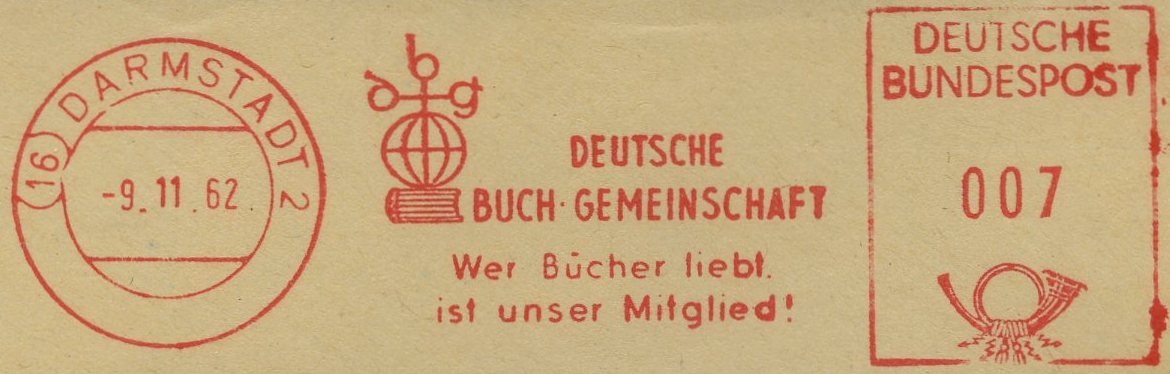 (16) DARMSTADT 2
-9.11.62
dbg
DEUTSCHE
BUCH·GEMEINSCHAFT
Wer Bücher liebt,
ist unser Mitglied!
DEUTSCHE
BUNDESPOST
007